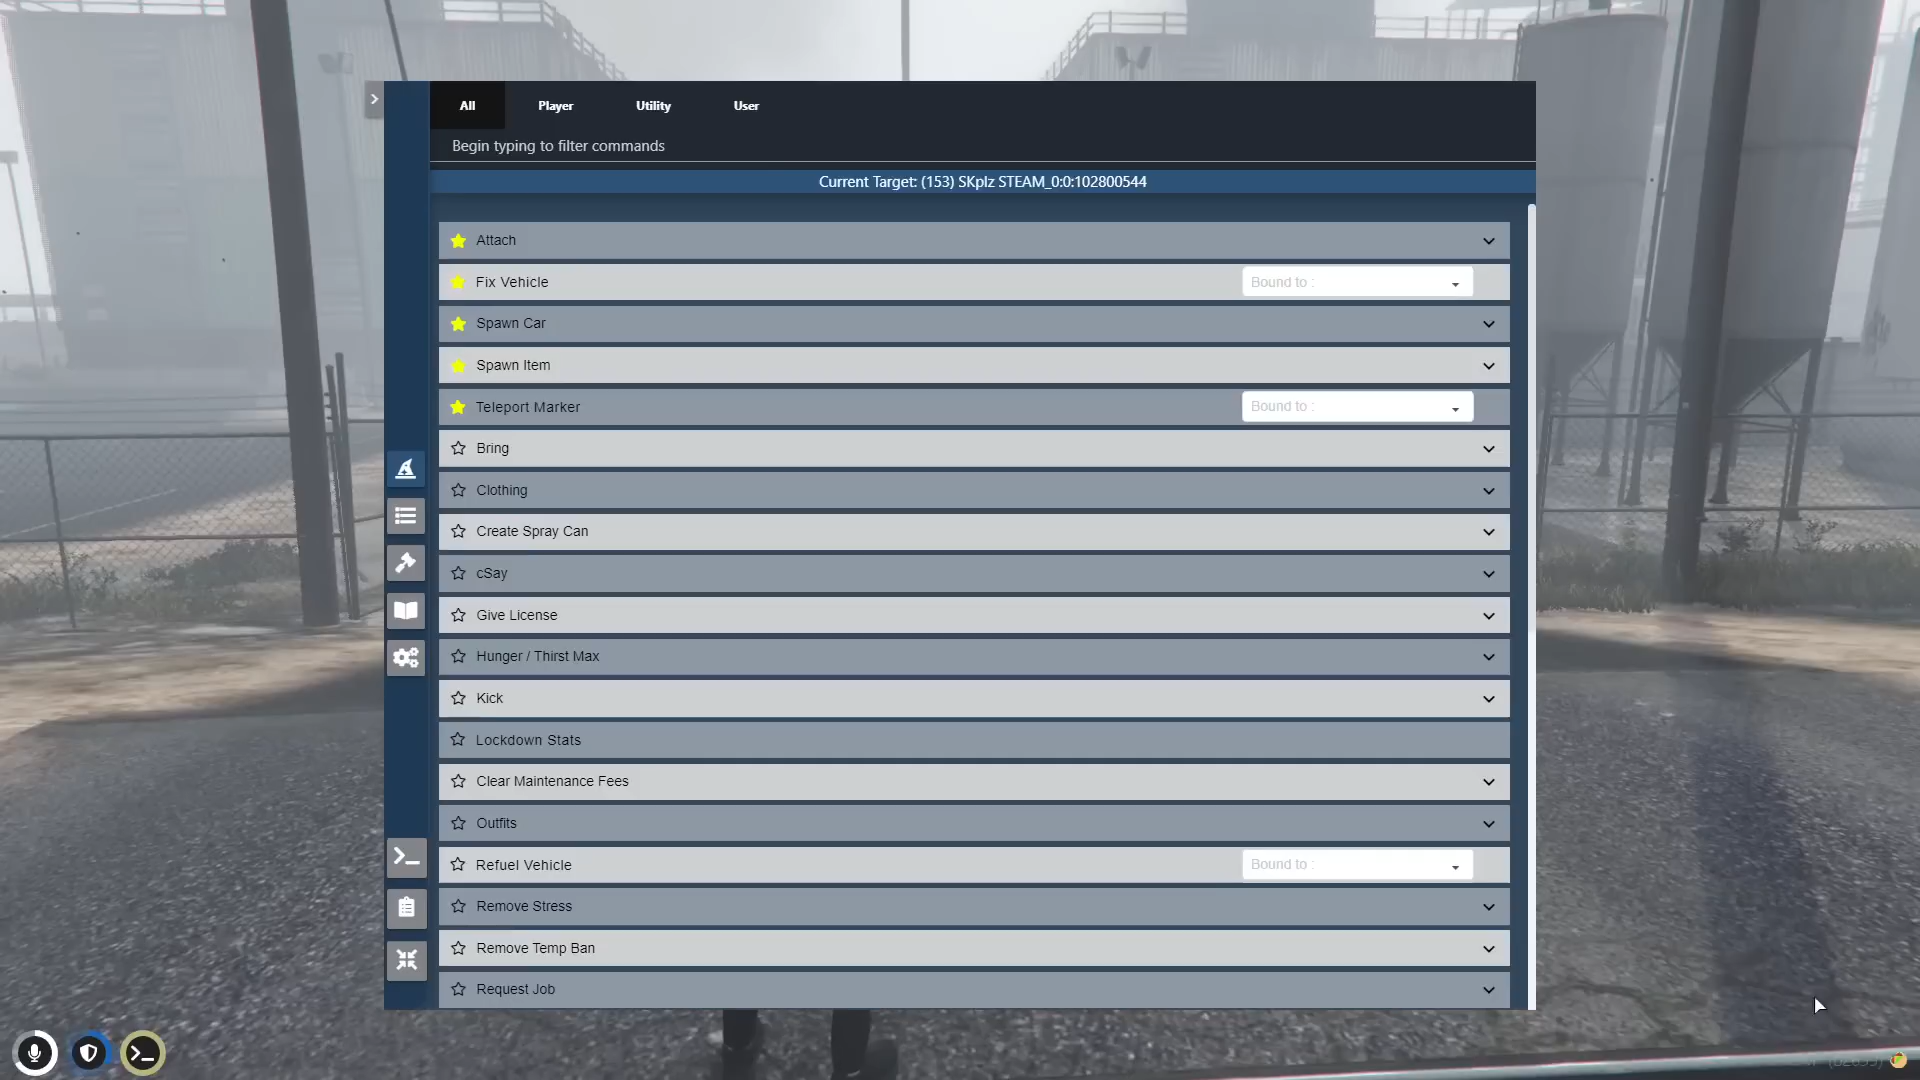 All
Player
Utility
User
Begin typing to filter commands
Current Target: (153) SKplz STEAM_0:0:102800544
Attach
Fix Vehicle
Bound to :
Spawn Car
Spawn Item
Teleport Marker
Bound to :
Bring
Clothing
Create Spray Can
cSay
Give License
Hunger / Thirst Max
Kick
Lockdown Stats
Clear Maintenance Fees
Outfits
Refuel Vehicle
Bound to :
Remove Stress
Remove Temp Ban
Request Job